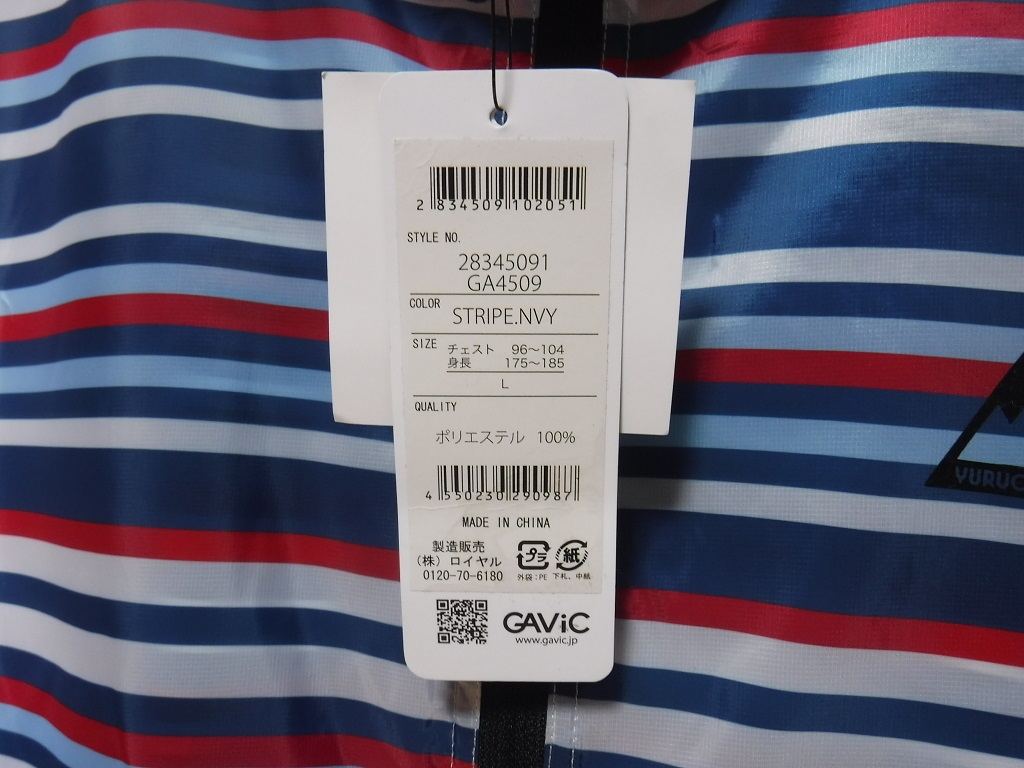 2 834509 102051
STYLE NO.
28345091
GA4509
COLOR
STRIPE.NVY
SIZE
チェスト 96~104
身長 175~185
L
QUALITY
ポリエステル 100%
4 550230 290987
MADE IN CHINA
製造販売
(株) ロイヤル
0120-70-6180
プラ
紙
外装:PE 下札、中紙
GAViC
www.gavic.jp
YURUC